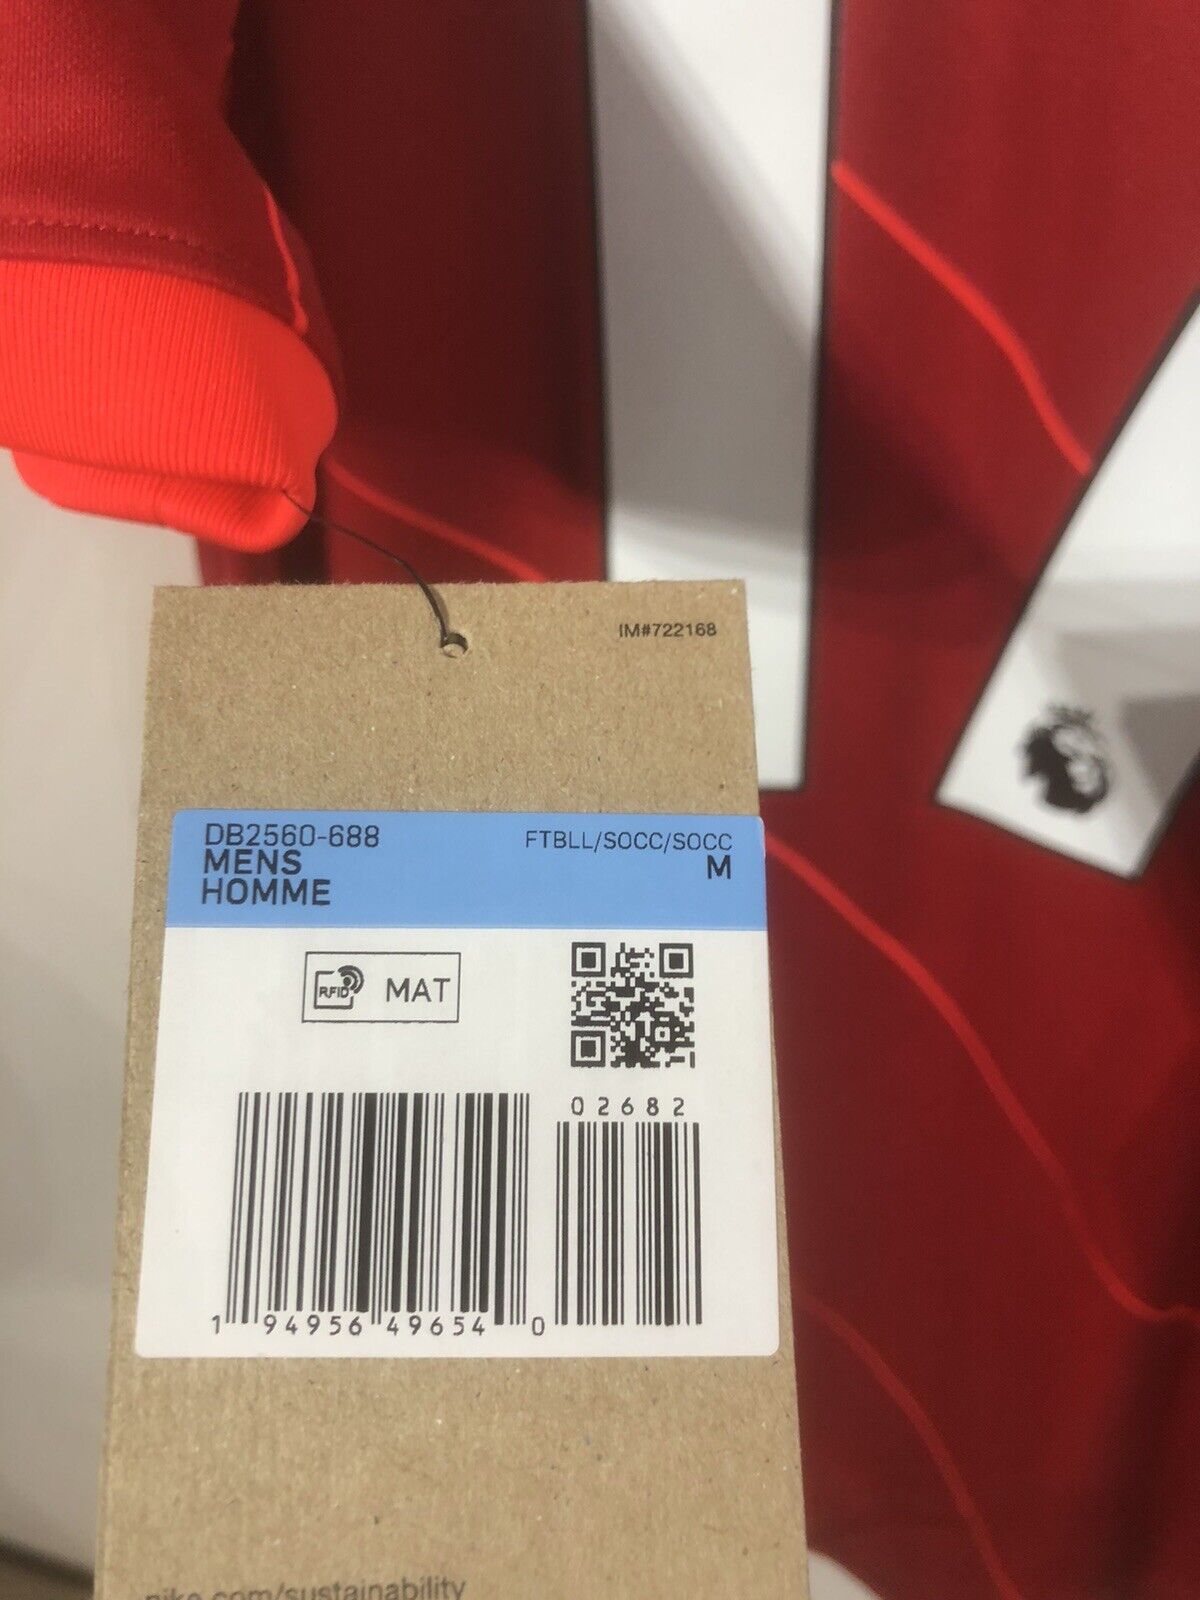 IM#722168
DB2560-688 FTBLL/SOCC/SOCC
MENS M
HOMME
RFID MAT
02682
1 94956 49654 0
nike.com/sustainability